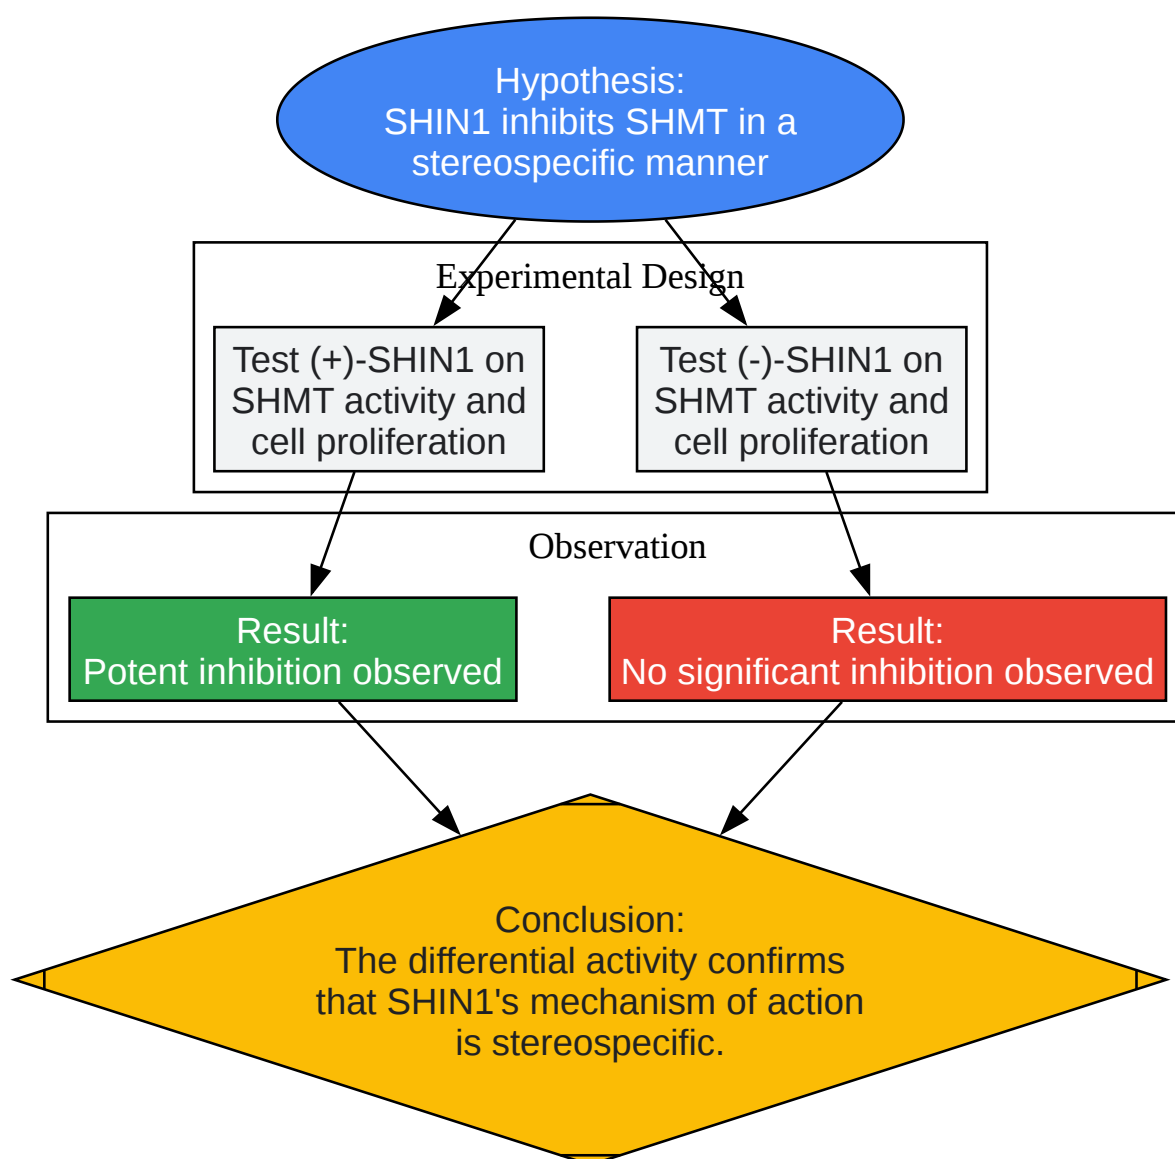 Hypothesis:
SHIN1 inhibits SHMT in a
stereospecific manner
Experimental Design
Test (+)-SHIN1 on
SHMT activity and
cell proliferation
Test (-)-SHIN1 on
SHMT activity and
cell proliferation
Observation
Result:
Potent inhibition observed
Result:
No significant inhibition observed
Conclusion:
The differential activity confirms
that SHIN1's mechanism of action
is stereospecific.